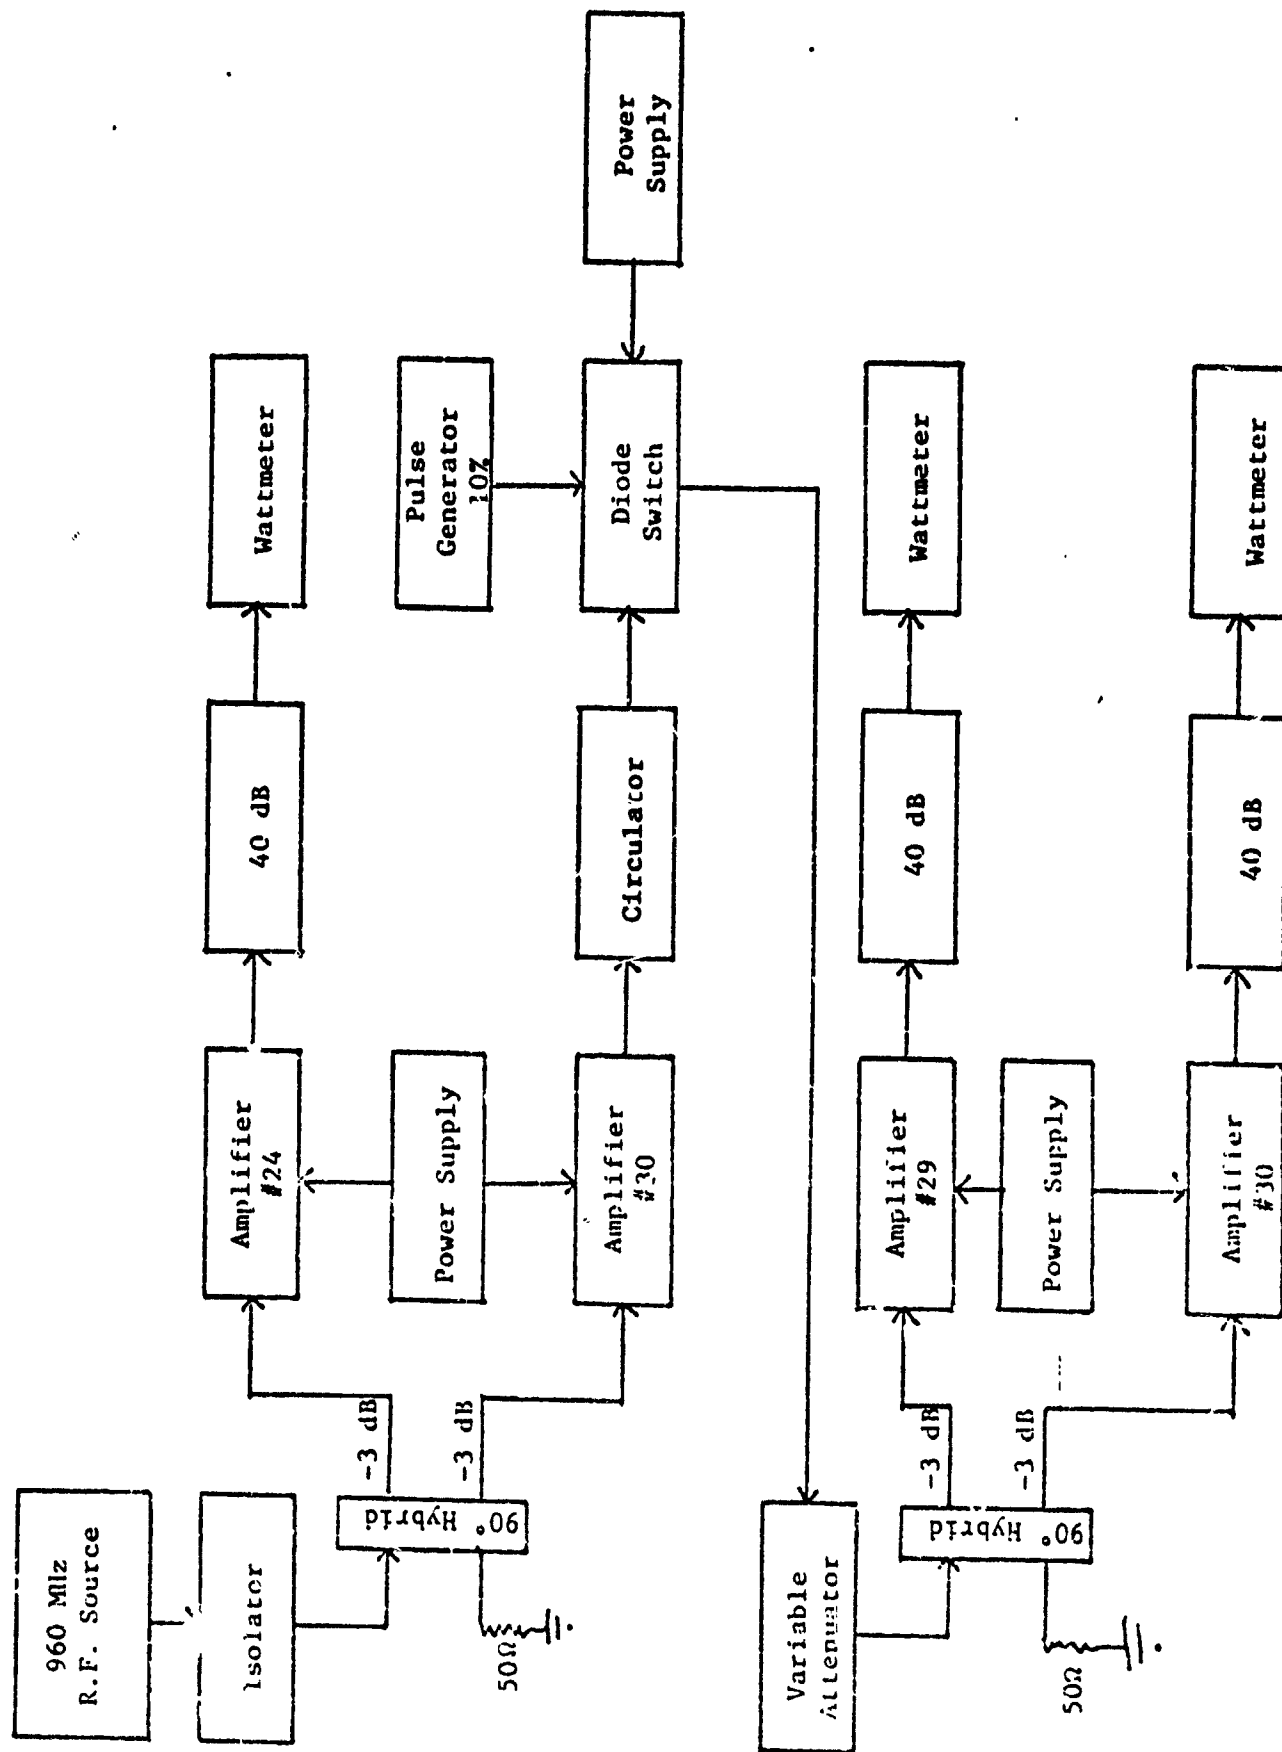 960 MHz
R.F. Source
Isolator
90° Hybrid
50Ω
-3 dB
-3 dB
Amplifier
#24
Power Supply
Amplifier
#30
40 dB
Circulator
Wattmeter
Pulse
Generator
10%
Diode
Switch
Power
Supply
Variable
Attenuator
90° Hybrid
50Ω
-3 dB
-3 dB
Amplifier
#29
Power Supply
Amplifier
#30
40 dB
40 dB
Wattmeter
Wattmeter